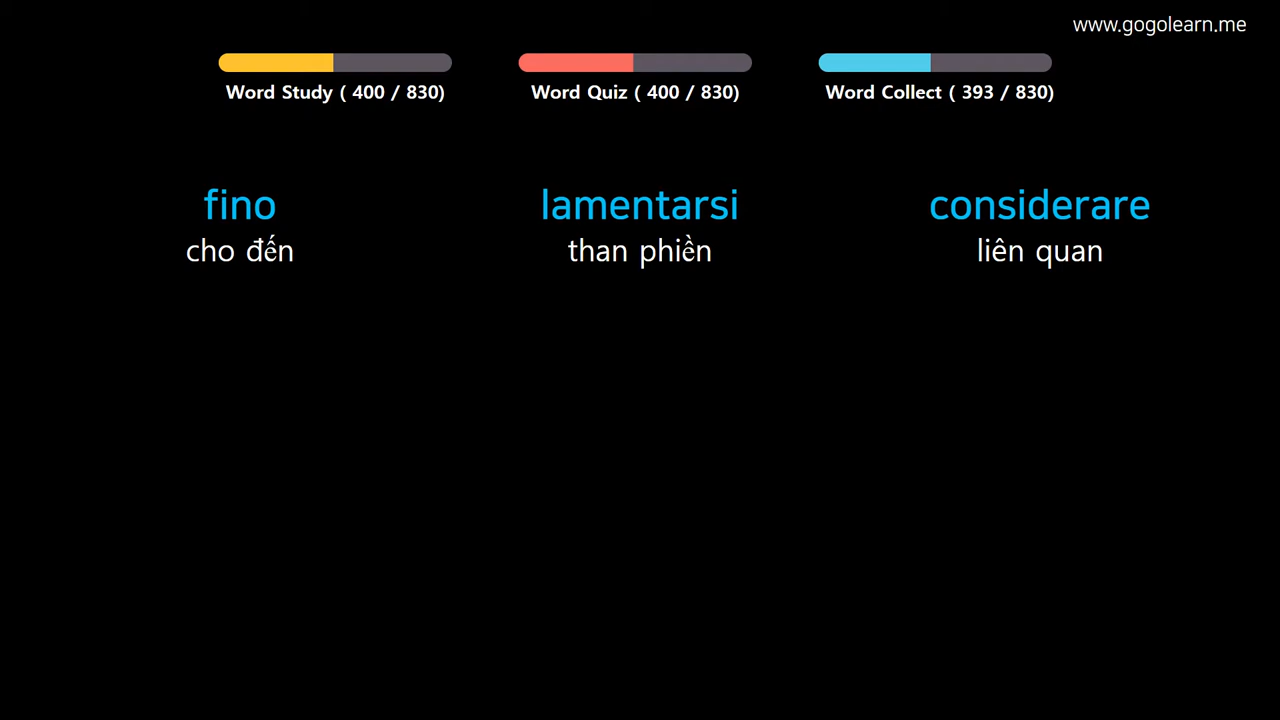 www.gogolearn.me
Word Study ( 400 / 830)
Word Quiz ( 400 / 830)
Word Collect ( 393 / 830)
fino
cho đến
lamentarsi
than phiền
considerare
liên quan